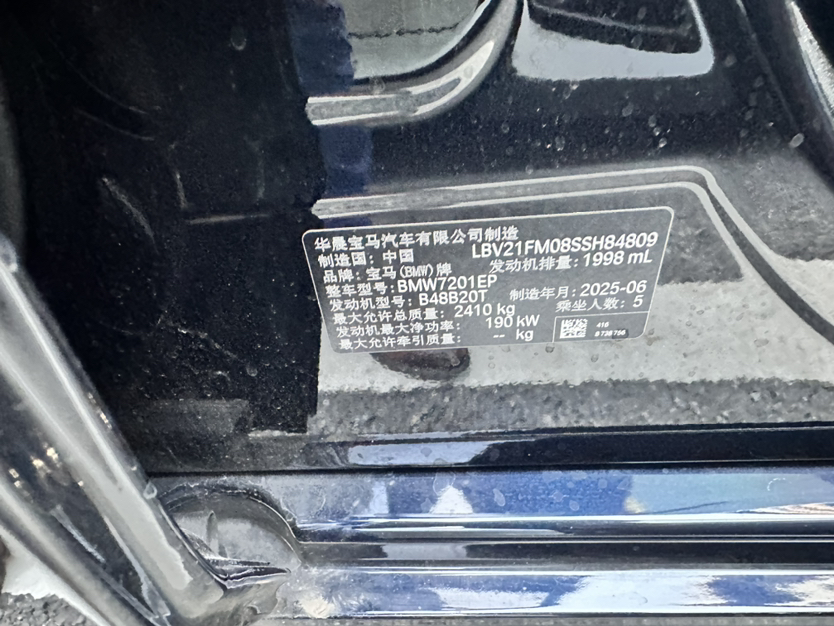 华晨宝马汽车有限公司制造
制造国: 中国 LBV21FM08SSH84809
品牌: 宝马(BMW)牌 发动机排量: 1998 mL
整车型号: BMW7201EP
发动机型号: B48B20T 制造年月: 2025-06
最大允许总质量: 2410 kg 乘坐人数: 5
发动机最大净功率: 190 kW
最大允许牵引质量: -- kg